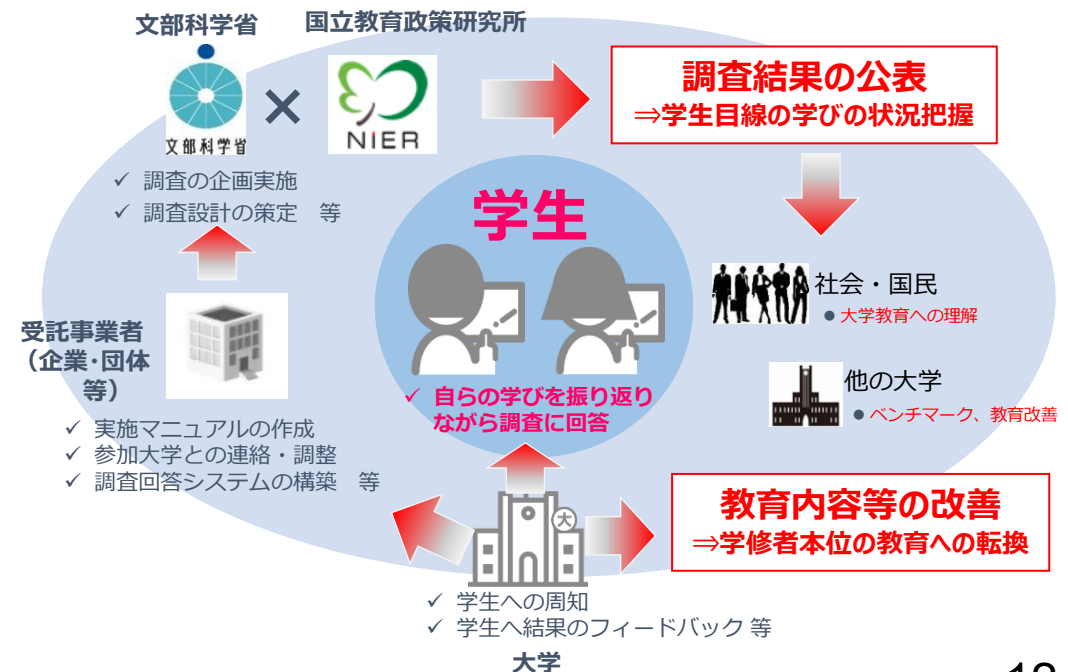 文部科学省
国立教育政策研究所
文部科学省
×
NIER
✓ 調査の企画実施
✓ 調査設計の策定　等
調査結果の公表
⇒学生目線の学びの状況把握
学生
✓ 自らの学びを振り返り
ながら調査に回答
社会・国民
●大学教育への理解
他の大学
●ベンチマーク、教育改善
受託事業者
（企業・団体
等）
✓ 実施マニュアルの作成
✓ 参加大学との連絡・調整
✓ 調査回答システムの構築　等
教育内容等の改善
⇒学修者本位の教育への転換
大
✓ 学生への周知
✓ 学生へ結果のフィードバック 等
大学